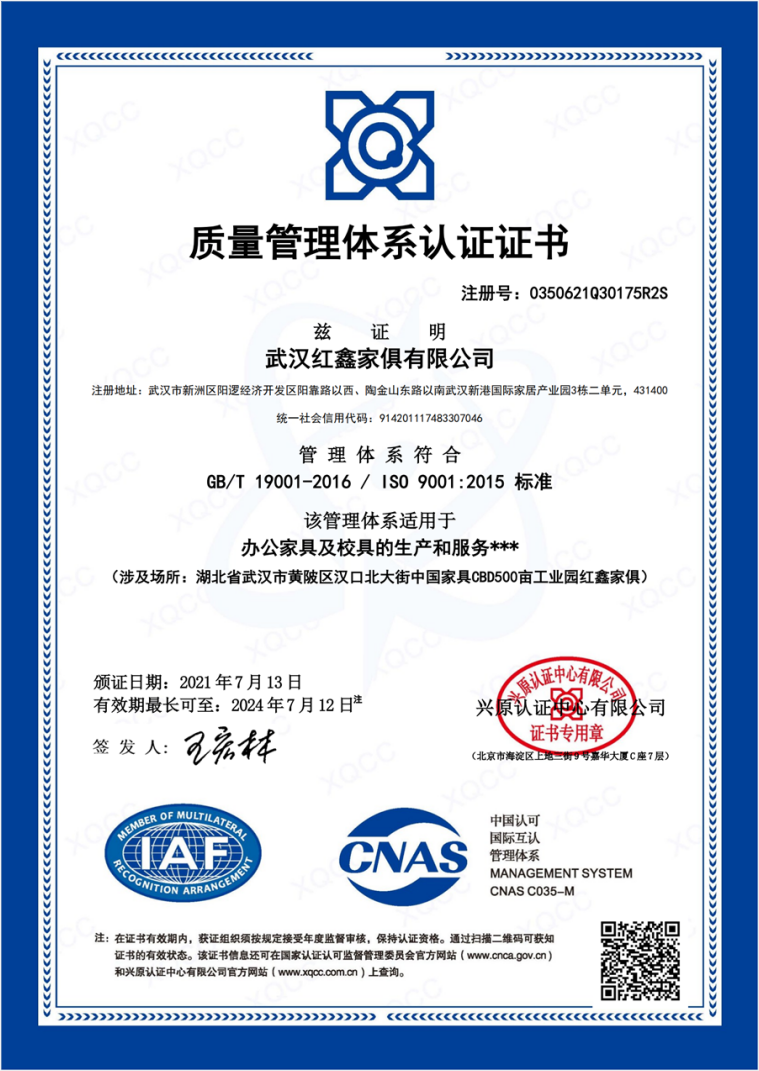 质量管理体系认证证书
注册号：0350621Q30175R2S
兹 证 明
武汉红鑫家俱有限公司
注册地址：武汉市新洲区阳逻经济开发区阳靠路以西、陶金山东路以南武汉新港国际家居产业园3栋二单元，431400
统一社会信用代码：914201117483307046
管 理 体 系 符 合
GB/T 19001-2016 / ISO 9001:2015 标准
该管理体系适用于
办公家具及校具的生产和服务***
（涉及场所：湖北省武汉市黄陂区汉口北大街中国家具CBD500亩工业园红鑫家俱）
颁证日期：2021 年 7 月 13 日
有效期最长可至：2024 年 7 月 12 日注
签 发 人：王宏林
兴原认证中心有限公司
证书专用章
兴原认证中心有限公司
（北京市海淀区上地三街 9 号嘉华大厦 C 座 7 层）
MEMBER OF MULTILATERAL
IAF
RECOGNITION ARRANGEMENT
CNAS
中国认可
国际互认
管理体系
MANAGEMENT SYSTEM
CNAS C035-M
注：在证书有效期内，获证组织须按规定接受年度监督审核，保持认证资格。通过扫描二维码可获知
证书的有效状态。该证书信息还可在国家认证认可监督管理委员会官方网站（www.cnca.gov.cn）
和兴原认证中心有限公司官方网站（www.xqcc.com.cn）上查询。
XQCC